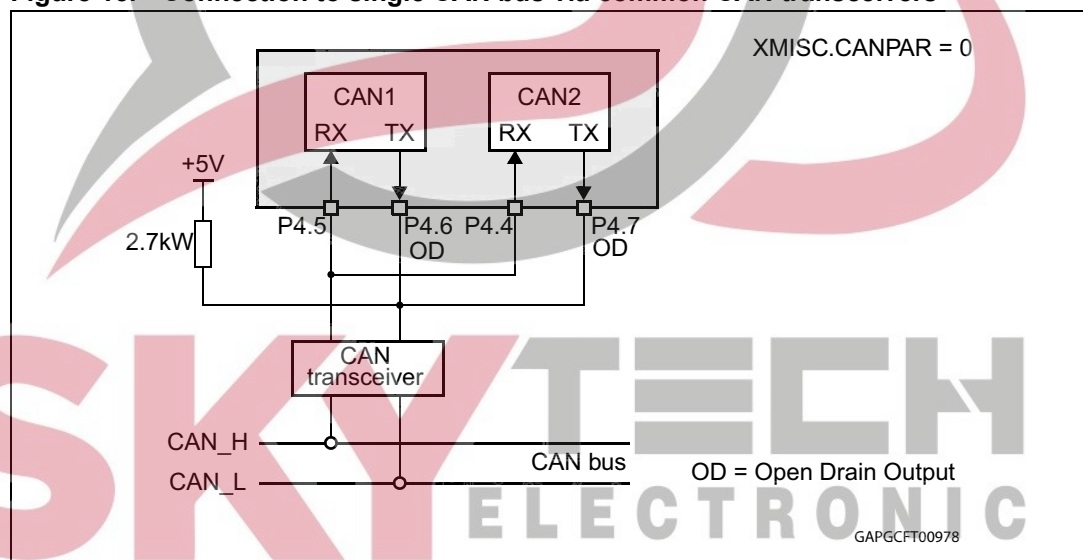 XMISC.CANPAR = 0
CAN1
CAN2
RX TX
RX TX
+5V
P4.5
P4.6
OD
P4.4
P4.7
OD
2.7kW
CAN
transceiver
CAN_H
CAN bus
CAN_L
OD = Open Drain Output
GAPGCFT00978
SKYTECH
ELECTRONIC